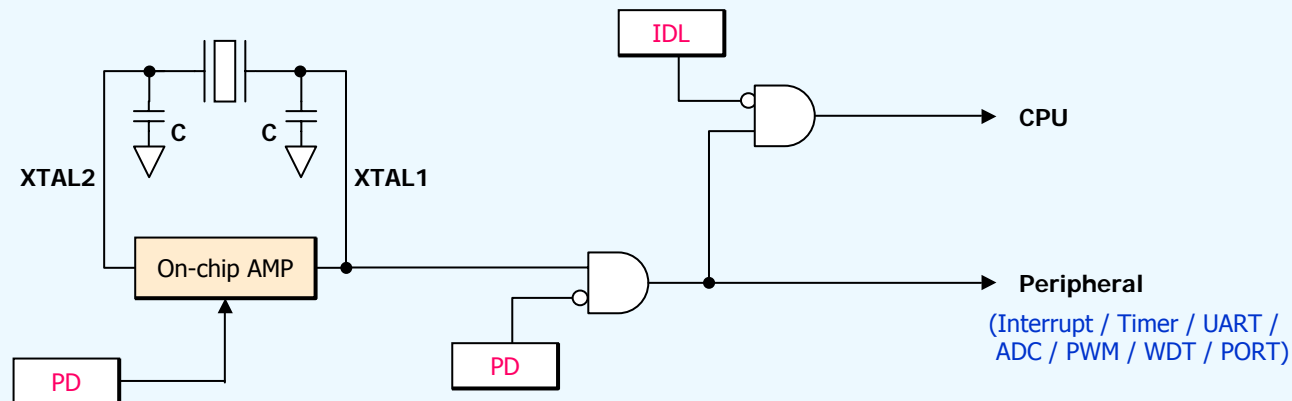 IDL
C
C
CPU
XTAL2
XTAL1
On-chip AMP
Peripheral
(Interrupt / Timer / UART /
ADC / PWM / WDT / PORT)
PD
PD